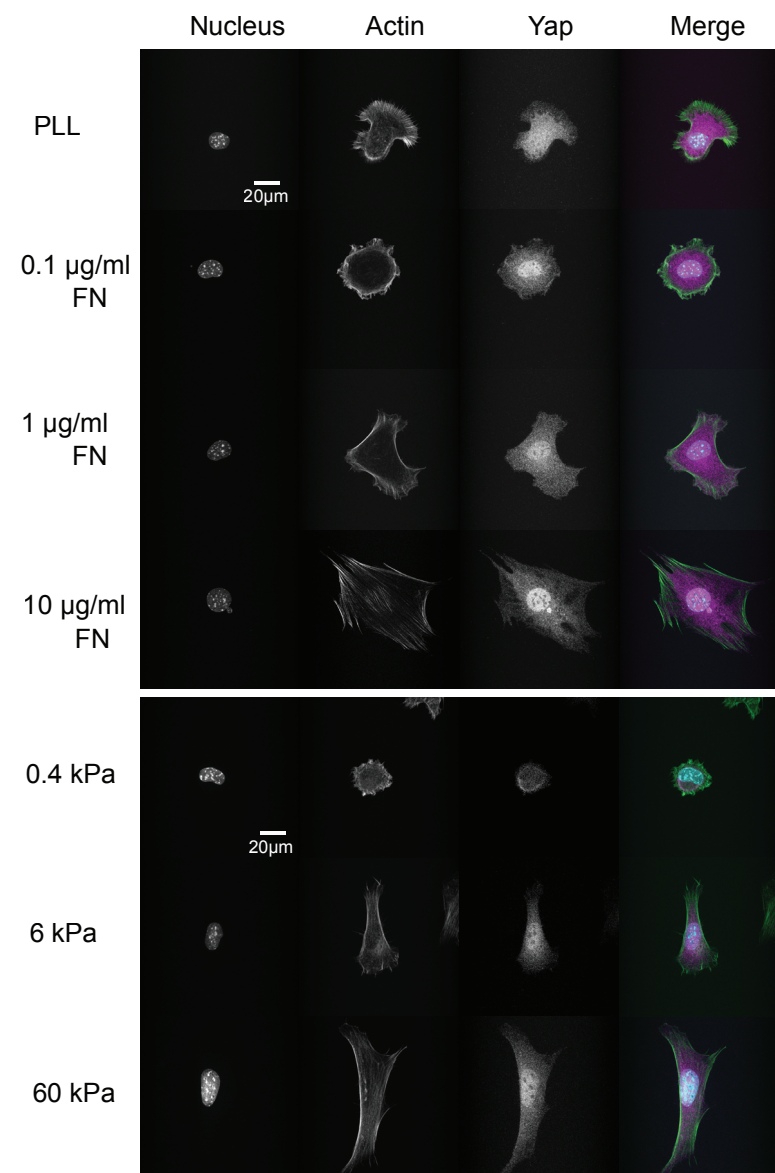 Nucleus Actin Yap Merge
PLL
20µm
0.1 µg/ml
FN
1 µg/ml
FN
10 µg/ml
FN
0.4 kPa
20µm
6 kPa
60 kPa